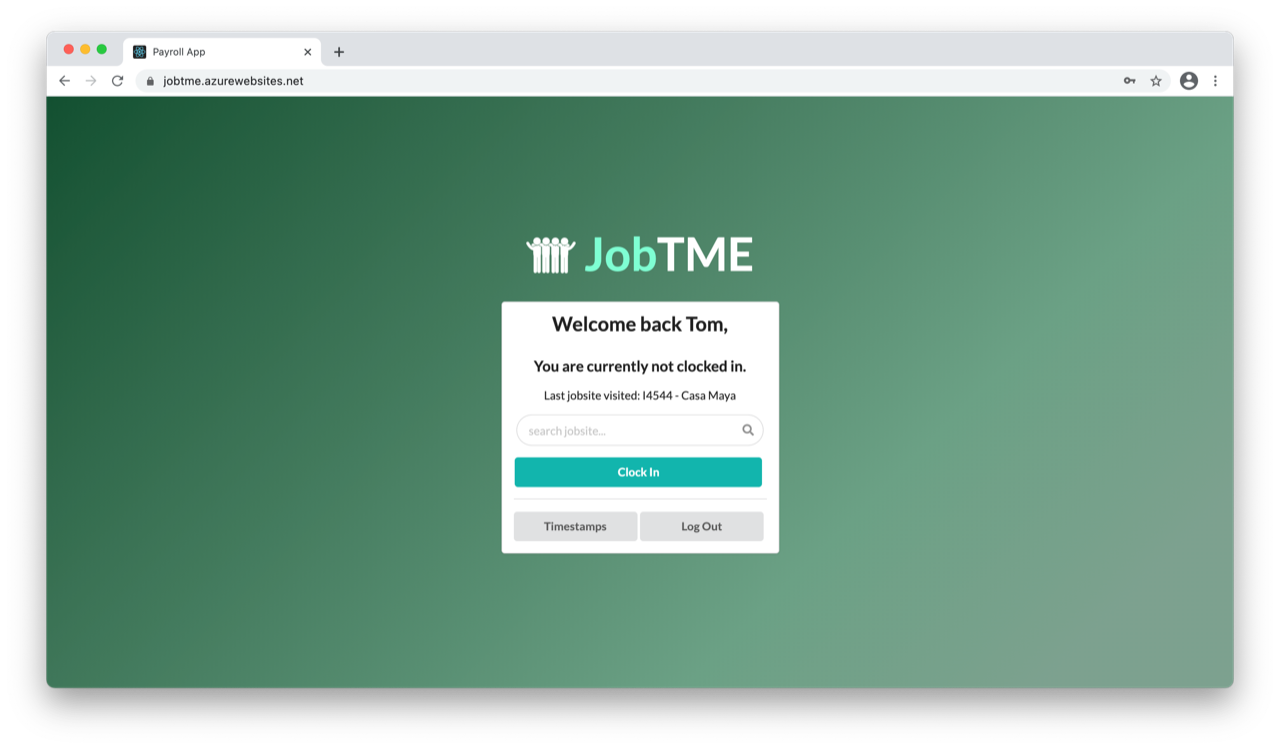 Payroll App
jobtme.azurewebsites.net
JobTME
Welcome back Tom,
You are currently not clocked in.
Last jobsite visited: I4544 - Casa Maya
search jobsite...
Clock In
Timestamps Log Out